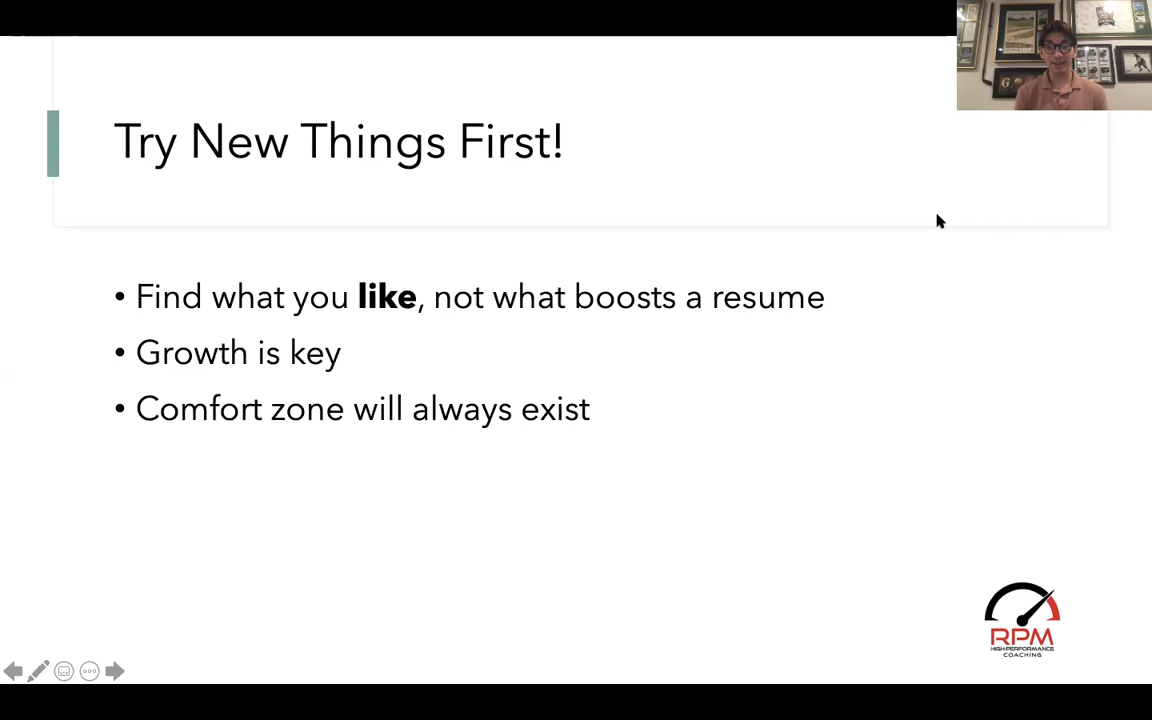 Try New Things First!
• Find what you like, not what boosts a resume
• Growth is key
• Comfort zone will always exist
RPM
HIGH-PERFORMANCE
COACHING